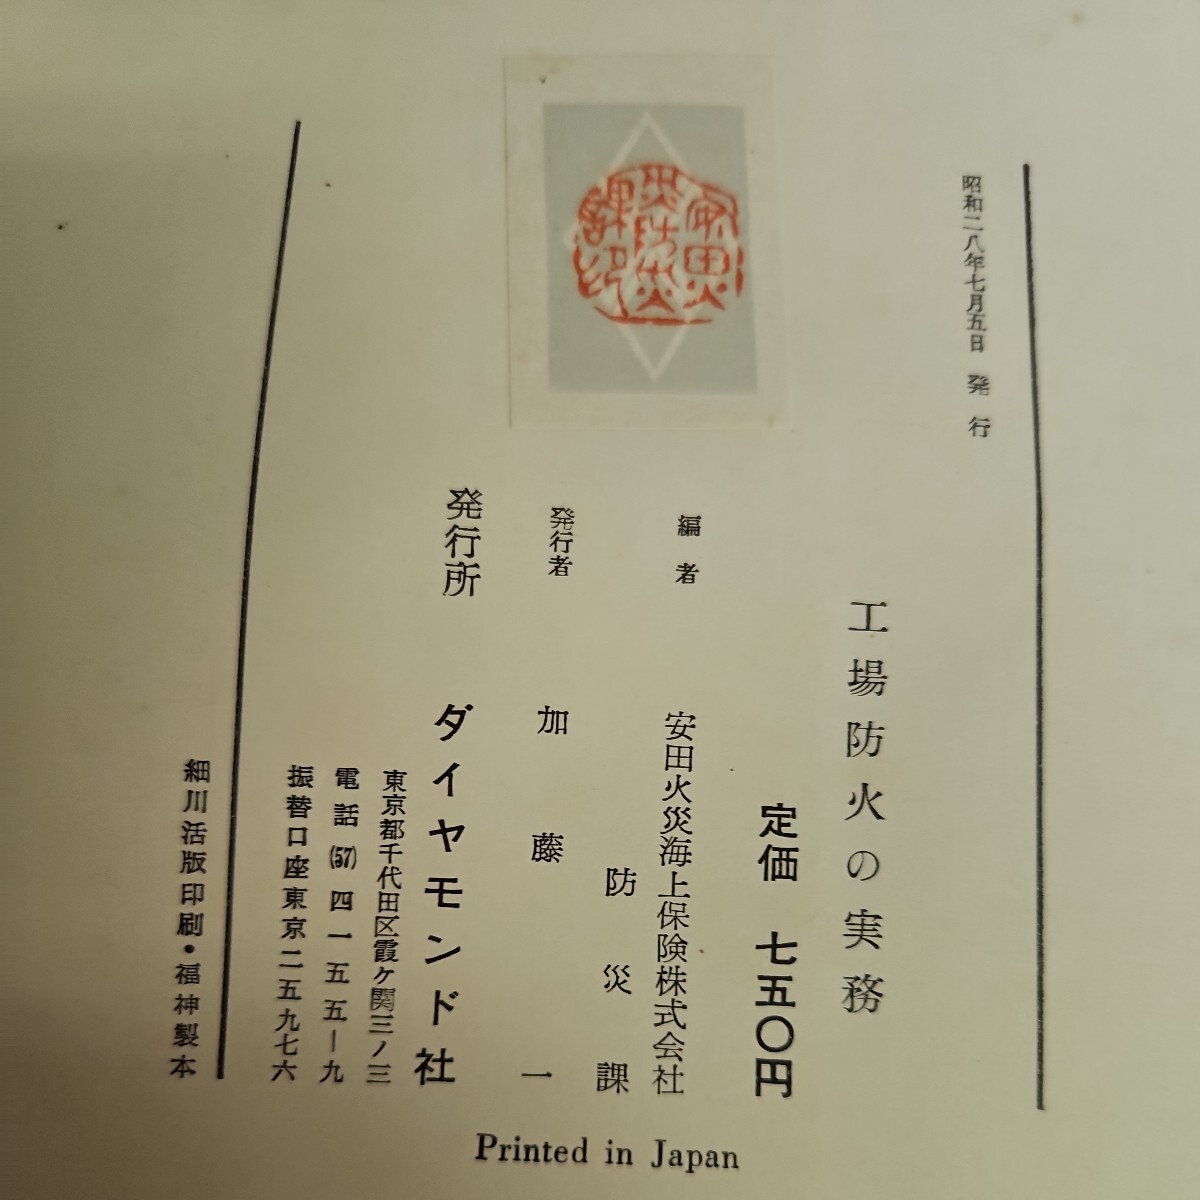 昭和二八年七月五日 発行
工場防火の実務
定価 七五〇円
編者 安田火災海上保険株式会社
防災課
発行者 加藤一
発行所 ダイヤモンド社
東京都千代田区霞ケ関三ノ三
電話(57)四一五五—九
振替口座東京二五九七六
細川活版印刷・福神製本
Printed in Japan